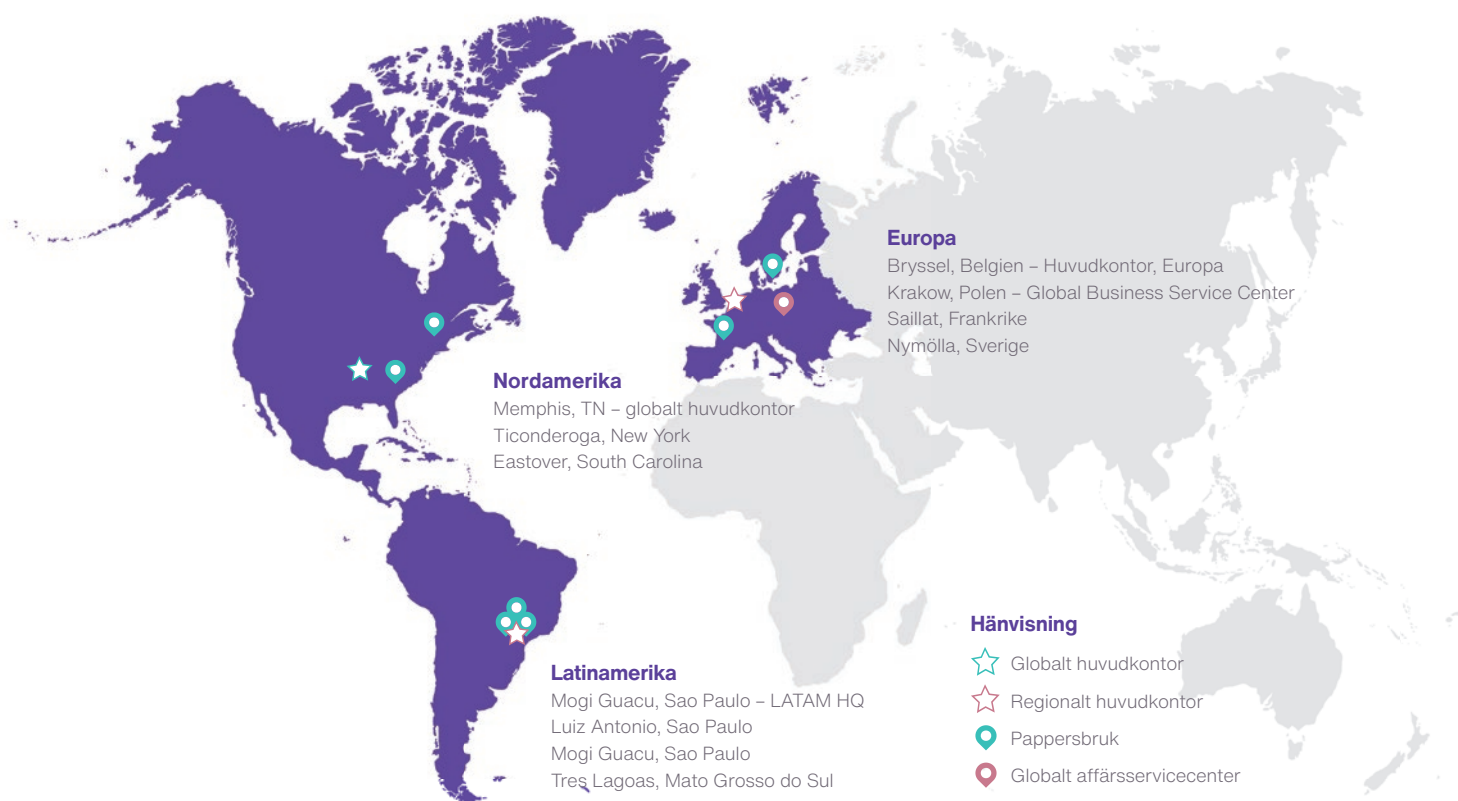 Europa
Bryssel, Belgien – Huvudkontor, Europa
Krakow, Polen – Global Business Service Center
Saillat, Frankrike
Nymölla, Sverige
Nordamerika
Memphis, TN – globalt huvudkontor
Ticonderoga, New York
Eastover, South Carolina
Latinamerika
Mogi Guacu, Sao Paulo – LATAM HQ
Luiz Antonio, Sao Paulo
Mogi Guacu, Sao Paulo
Tres Lagoas, Mato Grosso do Sul
Hänvisning
Globalt huvudkontor
Regionalt huvudkontor
Pappersbruk
Globalt affärsservicecenter